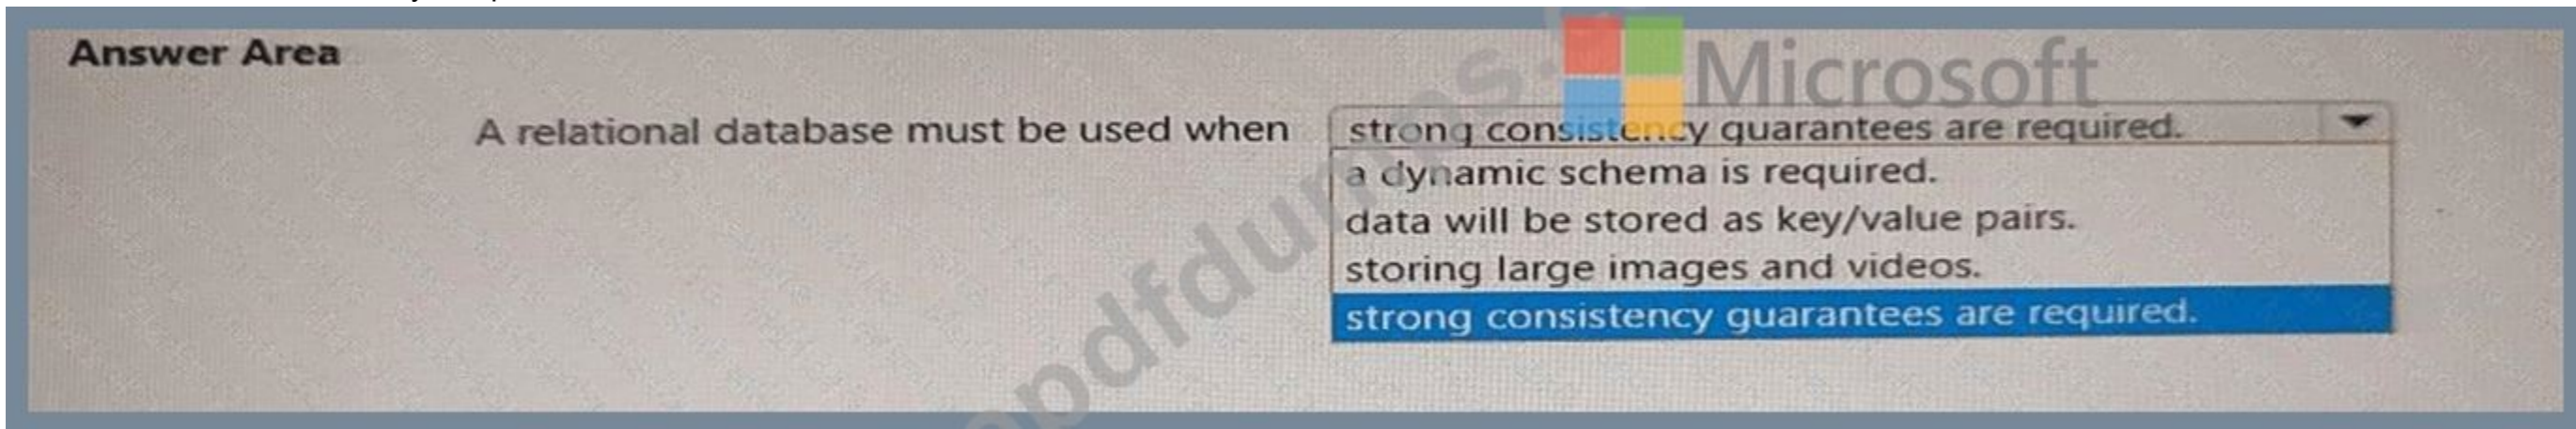 Answer Area
Microsoft
A relational database must be used when strong consistency guarantees are required.
a dynamic schema is required.
data will be stored as key/value pairs.
storing large images and videos.
strong consistency guarantees are required.